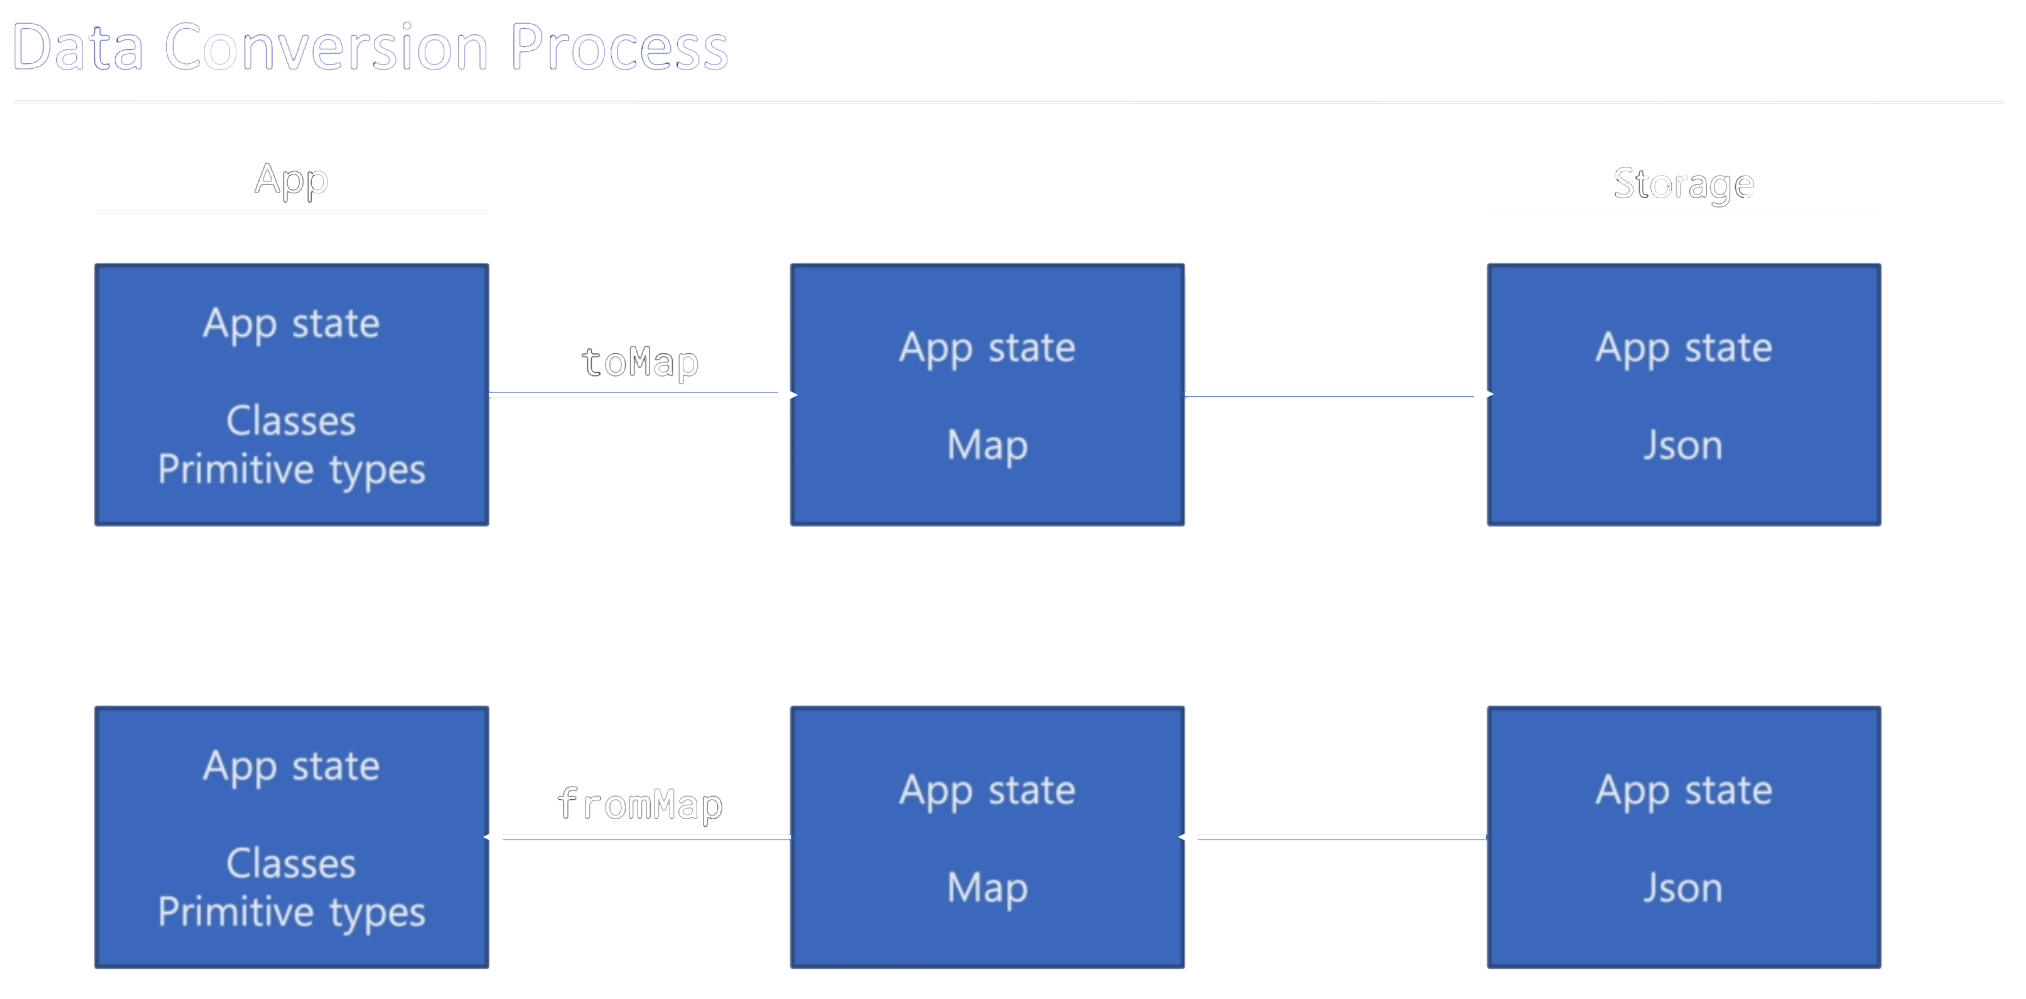 Data Conversion Process
App
Storage
App state
Classes
Primitive types
toMap
App state
Map
App state
Json
App state
Classes
Primitive types
fromMap
App state
Map
App state
Json